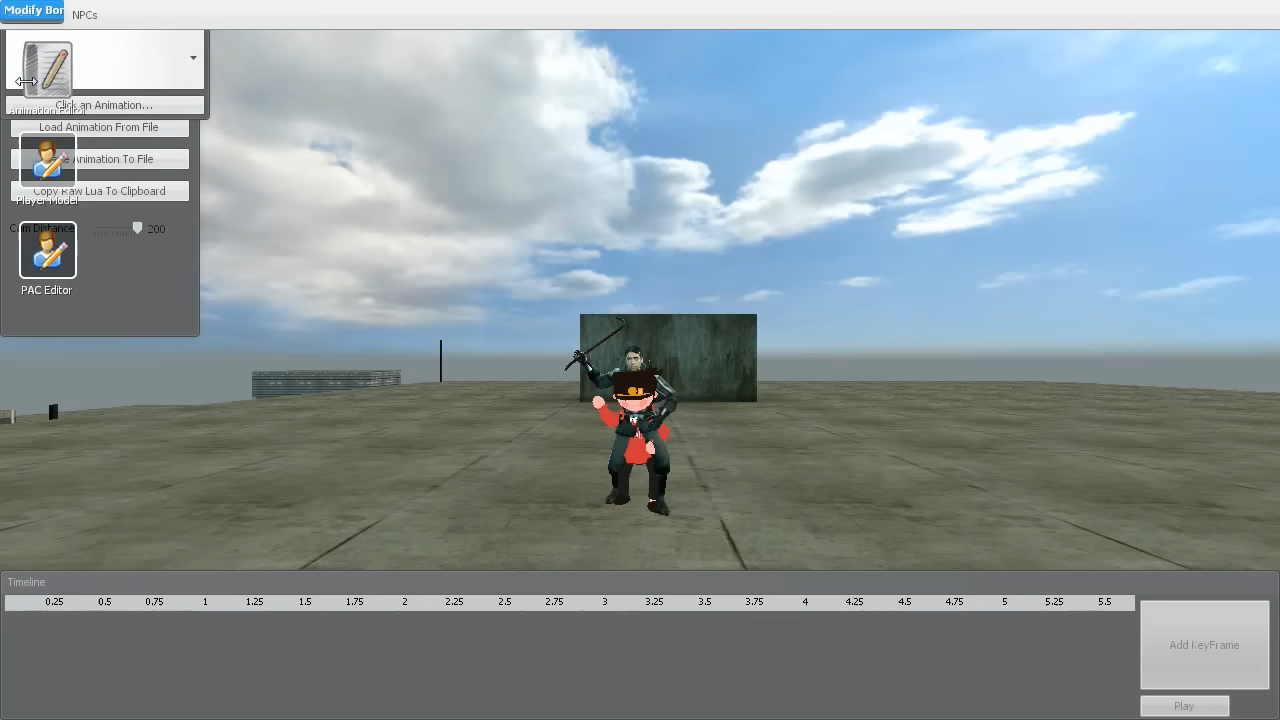 Modify Bor
NPCs
Click an Animation...
Animation Editor
Load Animation From File
Animation To File
Player Model
Copy Raw Lua To Clipboard
Cam Distance
200
PAC Editor
Timeline
0.25 0.5 0.75 1 1.25 1.5 1.75 2 2.25 2.5 2.75 3 3.25 3.5 3.75 4 4.25 4.5 4.75 5 5.25 5.5
Add KeyFrame
Play